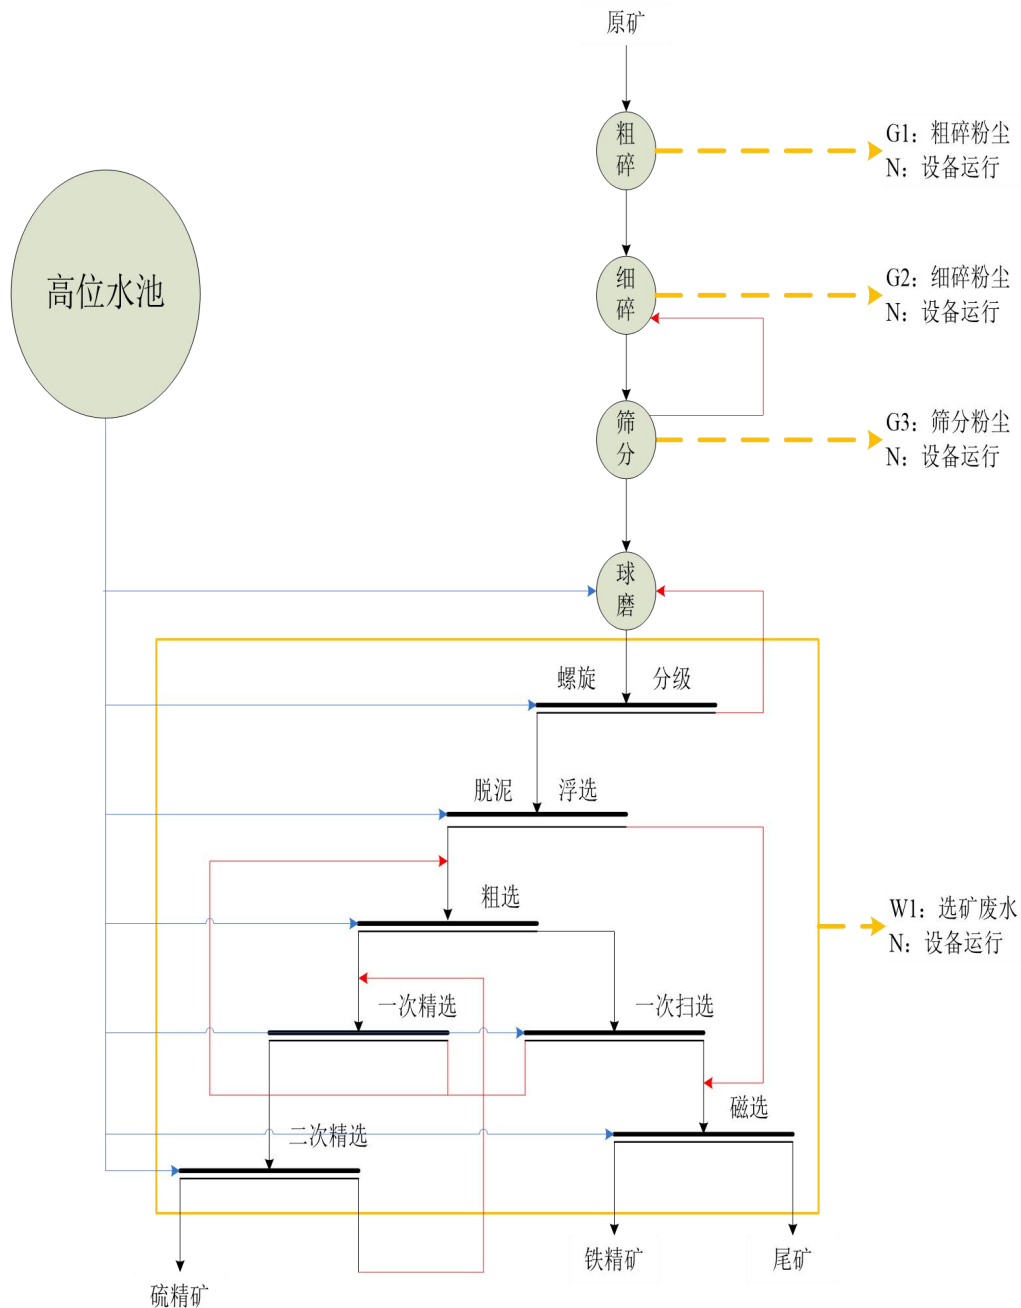 原矿
粗碎
G1：粗碎粉尘
N：设备运行
高位水池
细碎
G2：细碎粉尘
N：设备运行
筛分
G3：筛分粉尘
N：设备运行
球磨
螺旋 分级
脱泥 浮选
粗选
W1：选矿废水
N：设备运行
一次精选
一次扫选
磁选
二次精选
铁精矿
尾矿
硫精矿